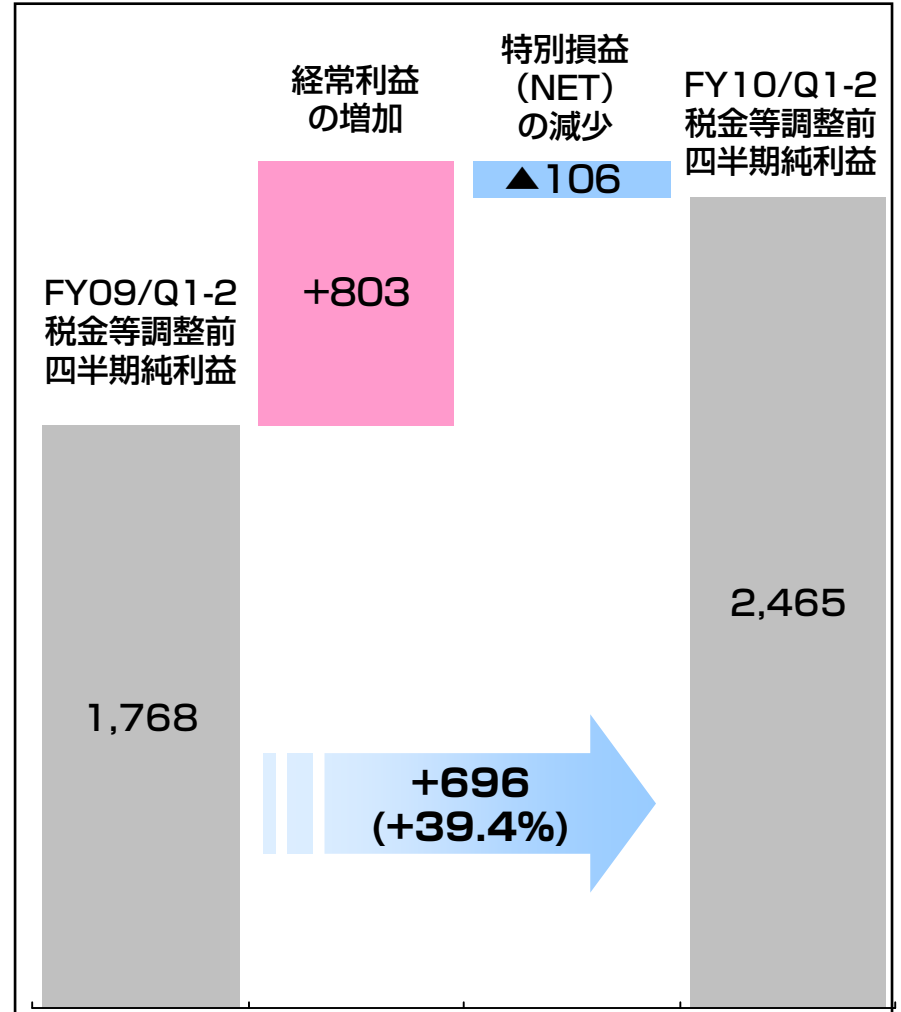 FY09/Q1-2
税金等調整前
四半期純利益
1,768
経常利益
の増加
+803
特別損益
（NET）
の減少
▲106
FY10/Q1-2
税金等調整前
四半期純利益
2,465
+696
(+39.4%)